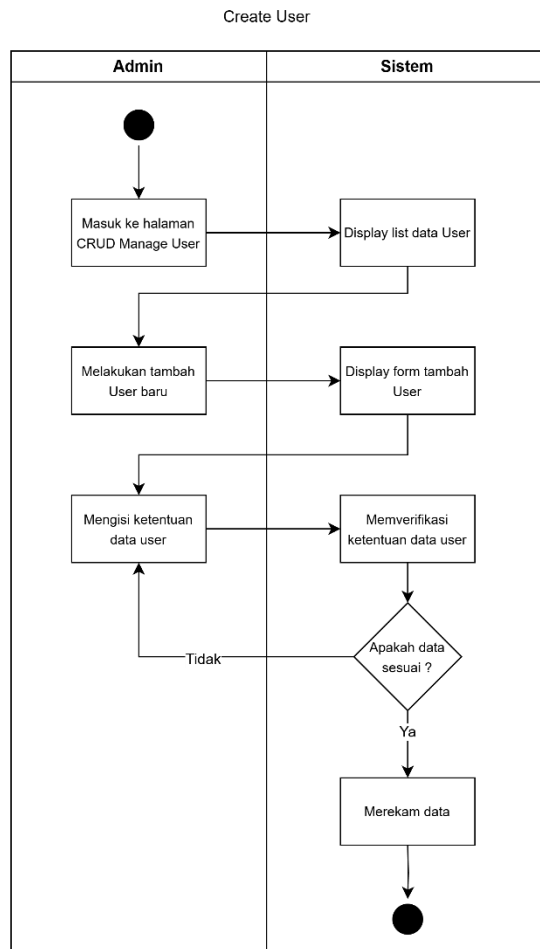 Create User
Admin
Sistem
Masuk ke halaman
CRUD Manage User
Display list data User
Melakukan tambah
User baru
Display form tambah
User
Mengisi ketentuan
data user
Memverifikasi
ketentuan data user
Apakah data
sesuai ?
Tidak
Ya
Merekam data